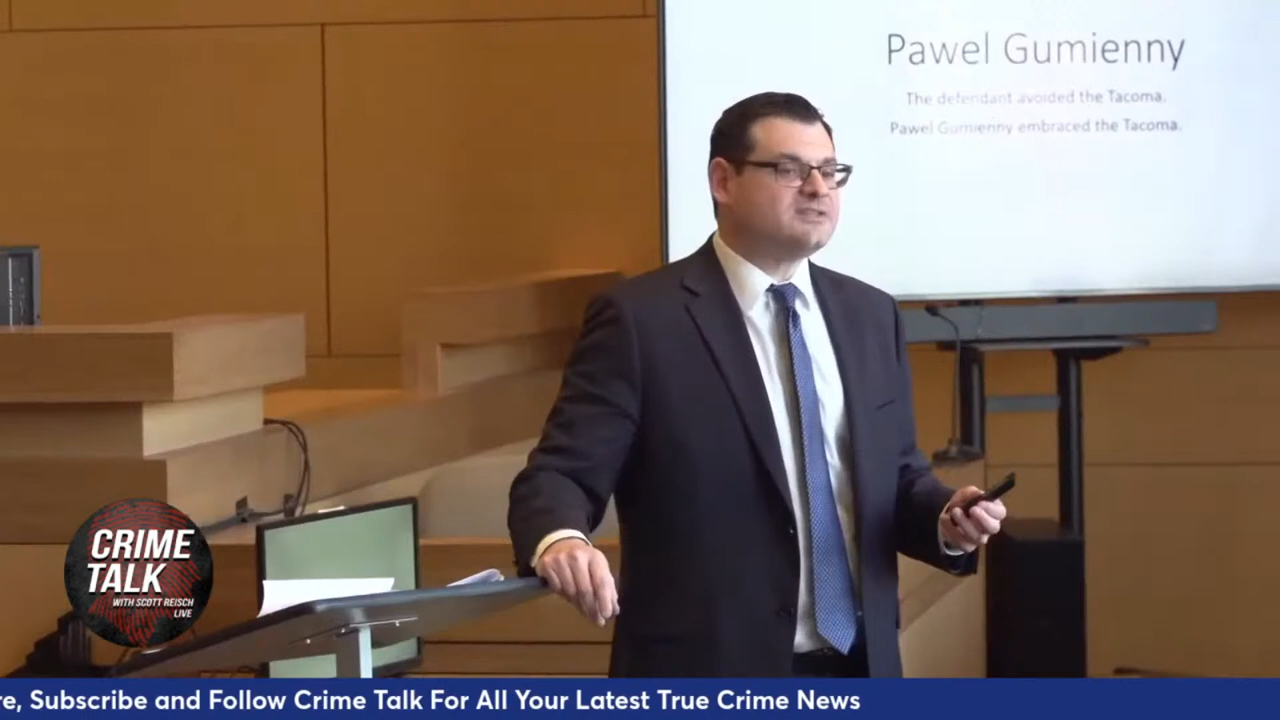 Pawel Gumienny
The defendant avoided the Tacoma.
Pawel Gumienny embraced the Tacoma.
CRIME
TALK
WITH SCOTT REISCH
LIVE
re, Subscribe and Follow Crime Talk For All Your Latest True Crime News